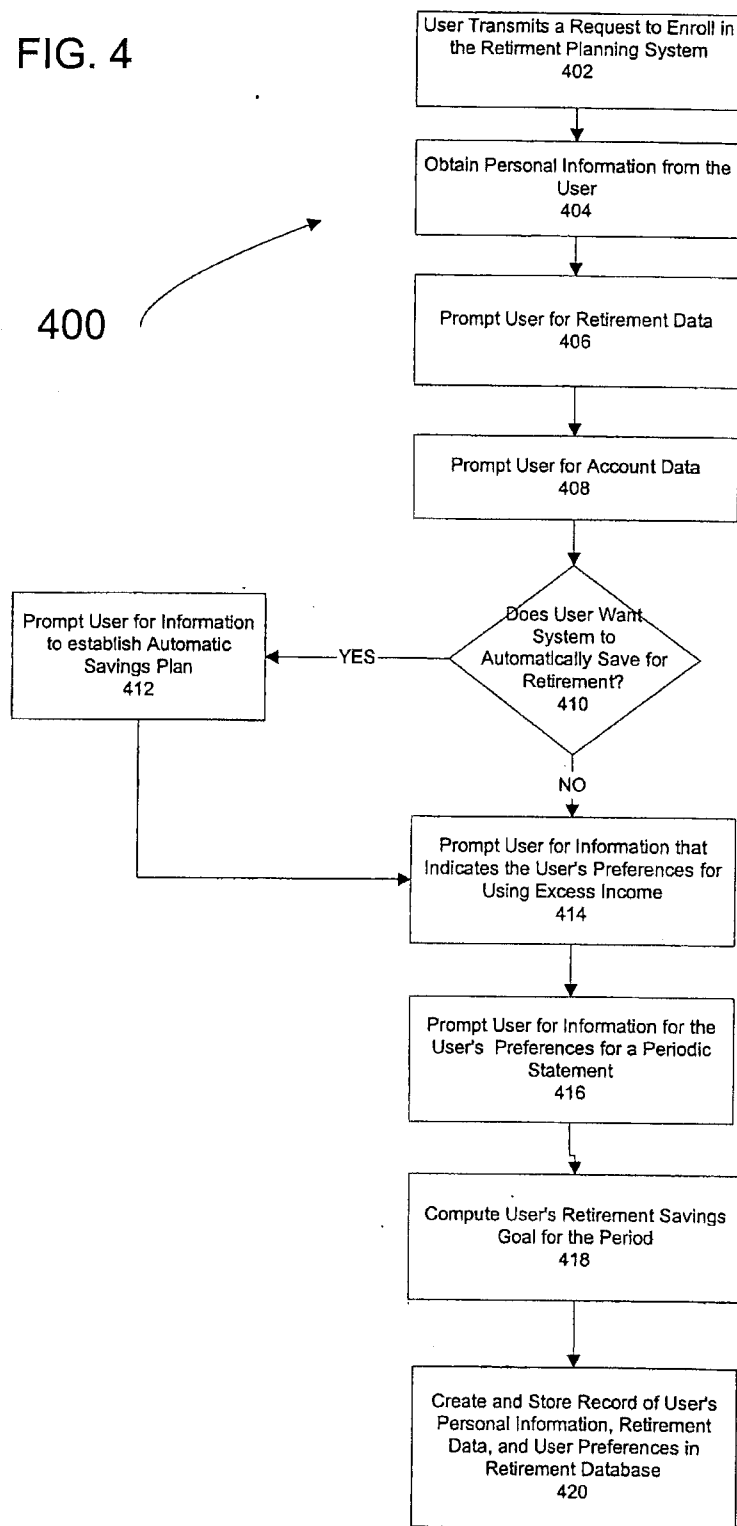 FIG. 4
User Transmits a Request to Enroll in
the Retirment Planning System
402
Obtain Personal Information from the
User
404
400
Prompt User for Retirement Data
406
Prompt User for Account Data
408
Does User Want
System to
Automatically Save for
Retirement?
410
YES
Prompt User for Information
to establish Automatic
Savings Plan
412
NO
Prompt User for Information that
Indicates the User's Preferences for
Using Excess Income
414
Prompt User for Information for the
User's Preferences for a Periodic
Statement
416
Compute User's Retirement Savings
Goal for the Period
418
Create and Store Record of User's
Personal Information, Retirement
Data, and User Preferences in
Retirement Database
420